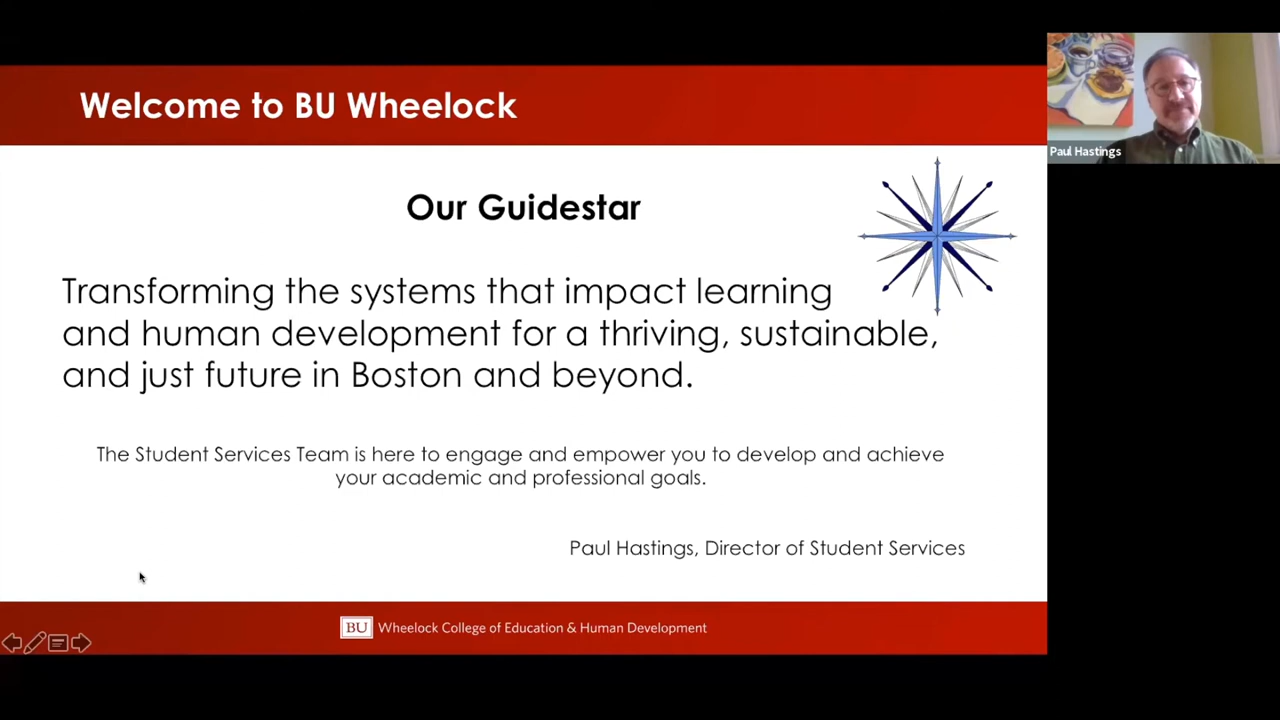 Welcome to BU Wheelock
Paul Hastings
Our Guidestar
Transforming the systems that impact learning
and human development for a thriving, sustainable,
and just future in Boston and beyond.
The Student Services Team is here to engage and empower you to develop and achieve
your academic and professional goals.
Paul Hastings, Director of Student Services
BU Wheelock College of Education & Human Development